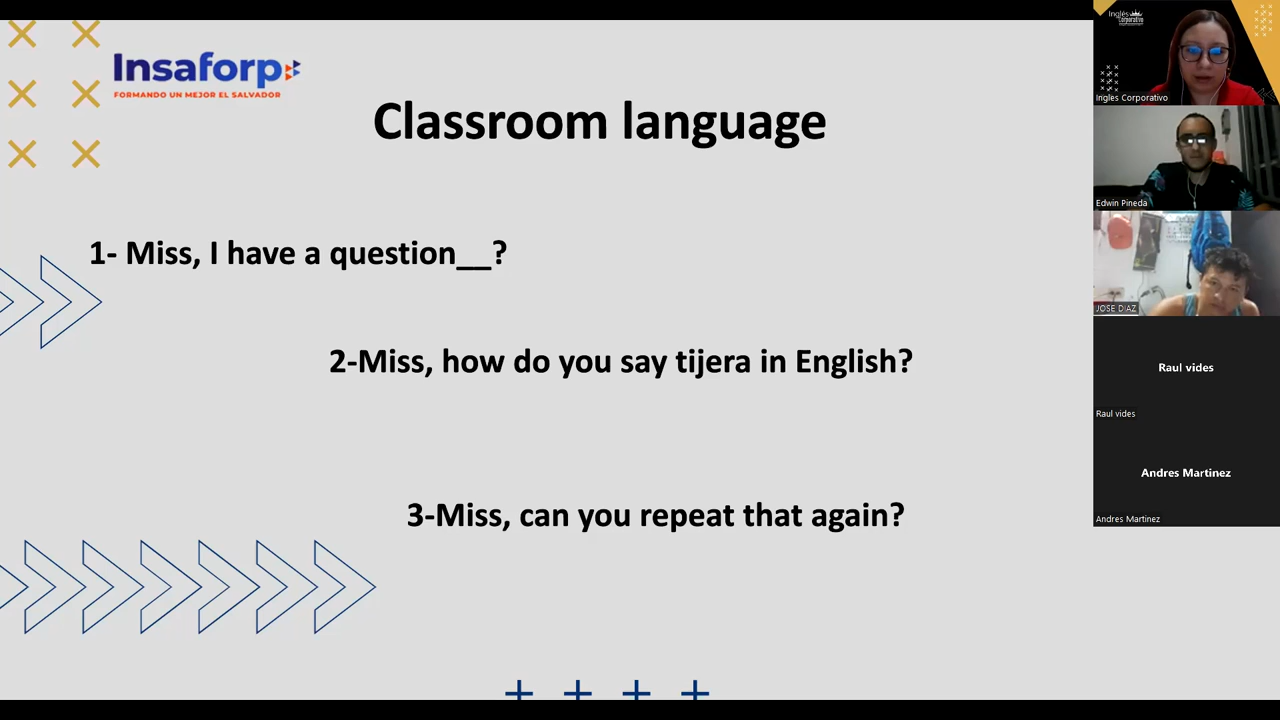 Insaforp
FORMANDO UN MEJOR EL SALVADOR
Classroom language
1- Miss, I have a question__?
2-Miss, how do you say tijera in English?
3-Miss, can you repeat that again?
Inglés
Corporativo
Ingles Corporativo
Edwin Pineda
JOSE DIAZ
Raul vides
Raul vides
Andres Martinez
Andres Martinez